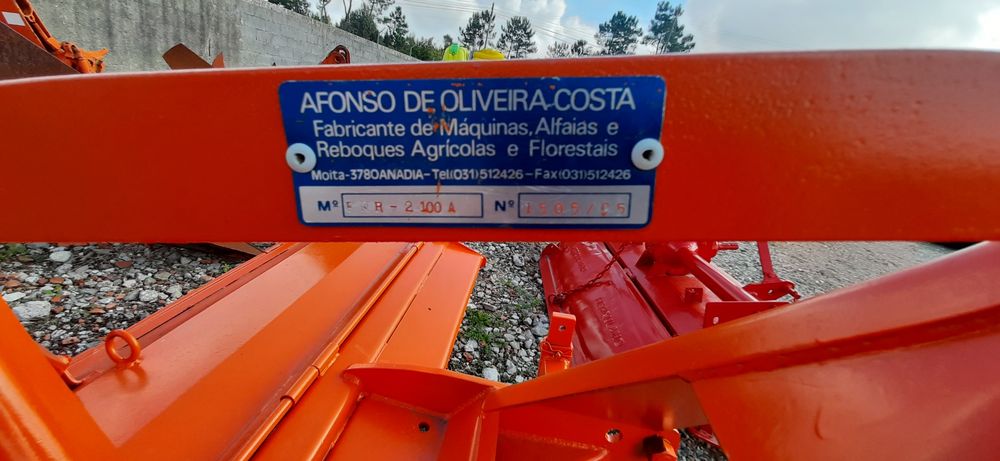 AFONSO DE OLIVEIRA COSTA
Fabricante de Máquinas, Alfaias e
Reboques Agrícolas e Florestais
Moita-3780ANADIA-Tel.(031)512426-Fax(031)512426
Mº R-2100A Nº